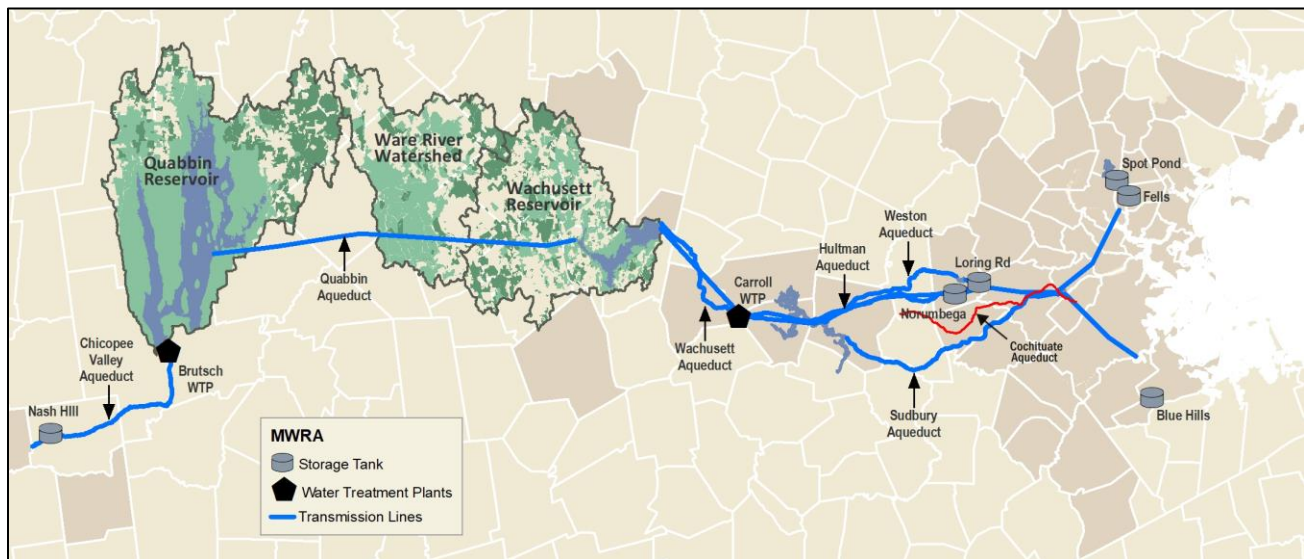 Quabbin
Reservoir
Ware River
Watershed
Wachusett
Reservoir
Spot Pond
Fells
Weston
Aqueduct
Hultman
Aqueduct
Loring Rd
Quabbin
Aqueduct
Carroll
WTP
Norumbega
Cochituate
Aqueduct
Chicopee
Valley
Aqueduct
Brutsch
WTP
Wachusett
Aqueduct
Nash HIll
Sudbury
Aqueduct
Blue Hills
MWRA
Storage Tank
Water Treatment Plants
Transmission Lines